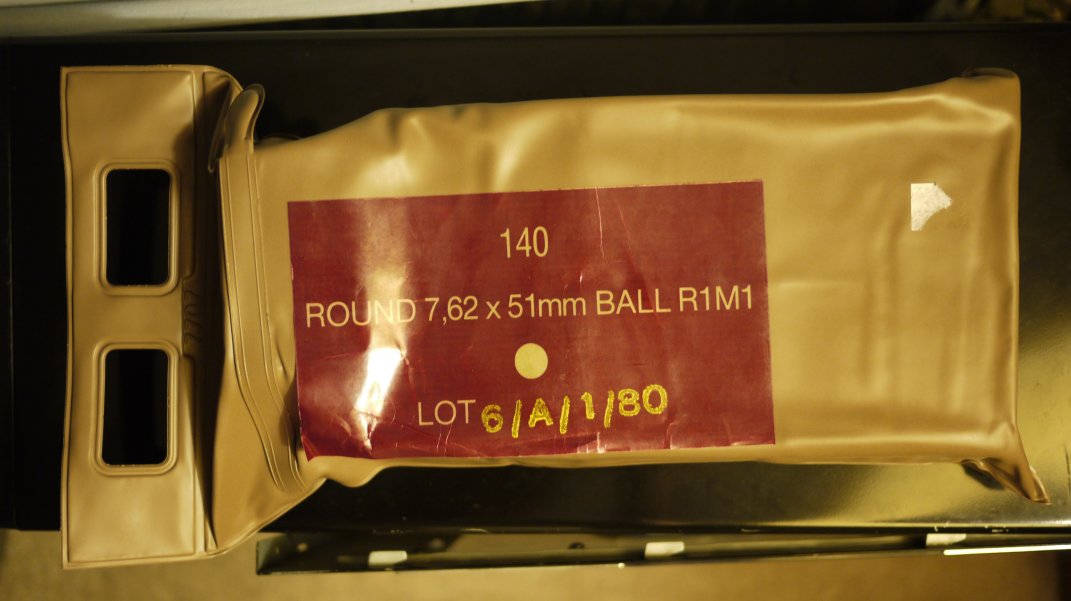 140
ROUND 7,62 x 51mm BALL R1M1
LOT 6/A/1/80